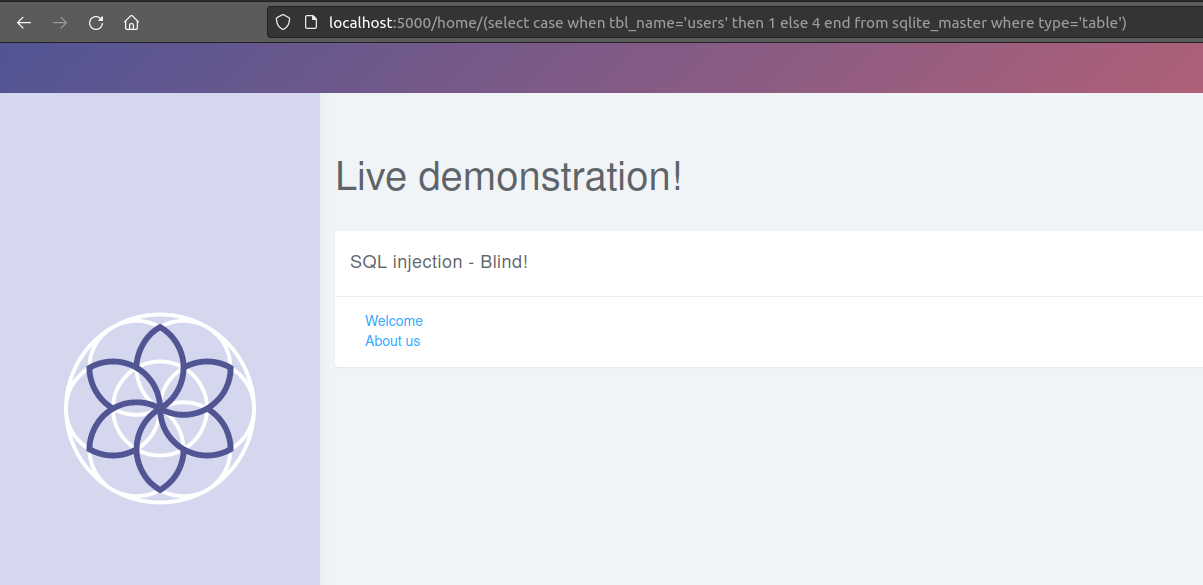 localhost:5000/home/(select case when tbl_name='users' then 1 else 4 end from sqlite_master where type='table')
Live demonstration!
SQL injection - Blind!
Welcome
About us